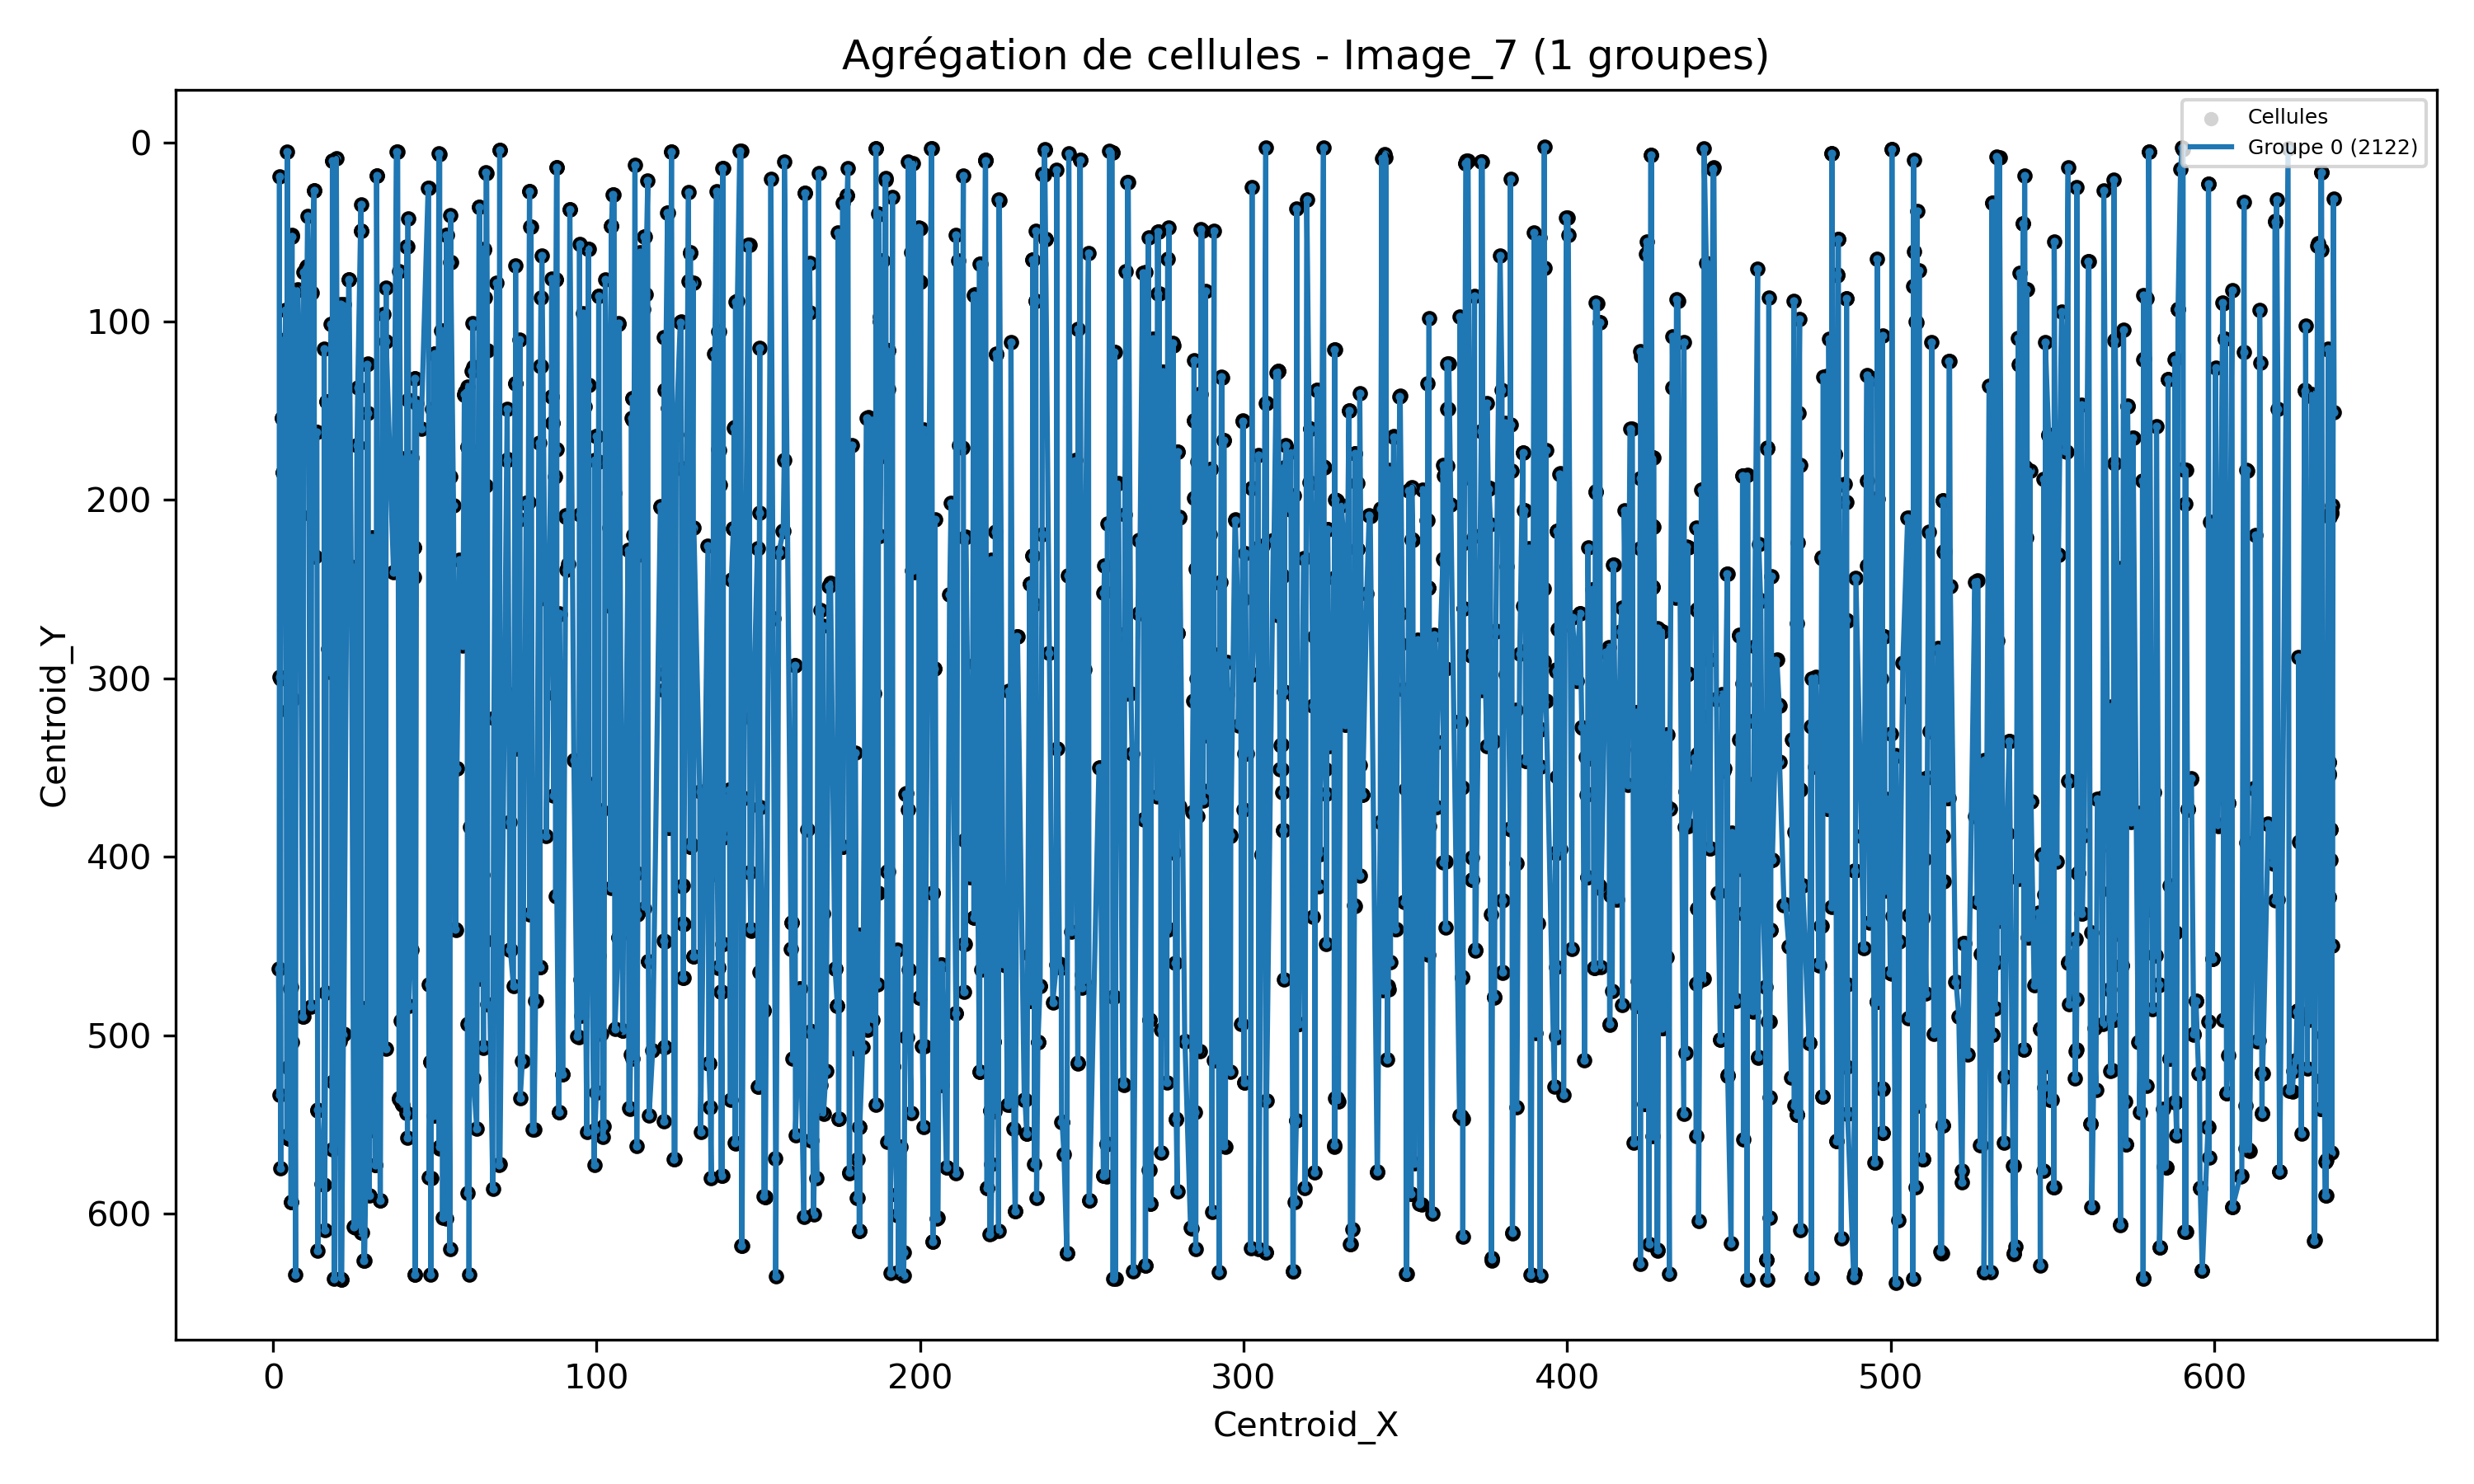 Agrégation de cellules - Image_7 (1 groupes)
Cellules
Groupe 0 (2122)
0
100
200
300
400
500
600
Centroid_Y
0 100 200 300 400 500 600
Centroid_X